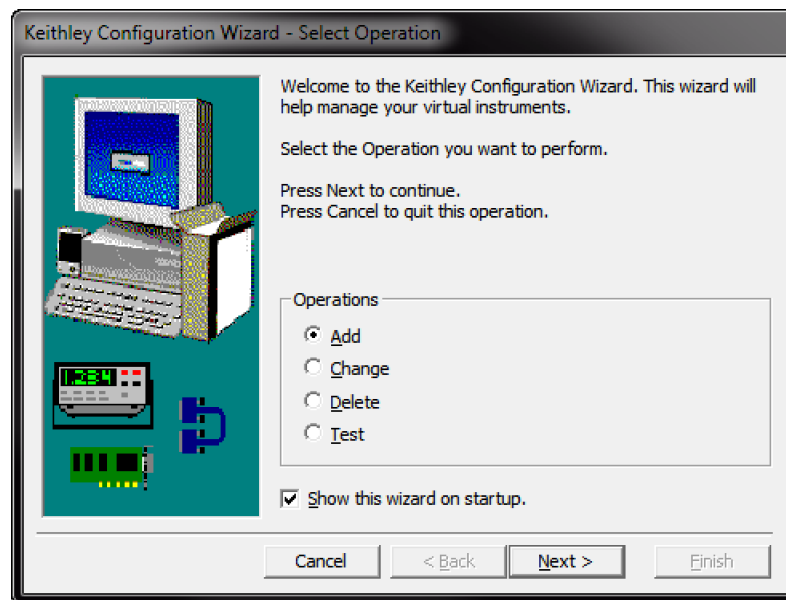 Keithley Configuration Wizard - Select Operation
Welcome to the Keithley Configuration Wizard. This wizard will
help manage your virtual instruments.
Select the Operation you want to perform.
Press Next to continue.
Press Cancel to quit this operation.
Operations
Add
Change
Delete
Test
1.234
Show this wizard on startup.
Cancel
< Back
Next >
Finish